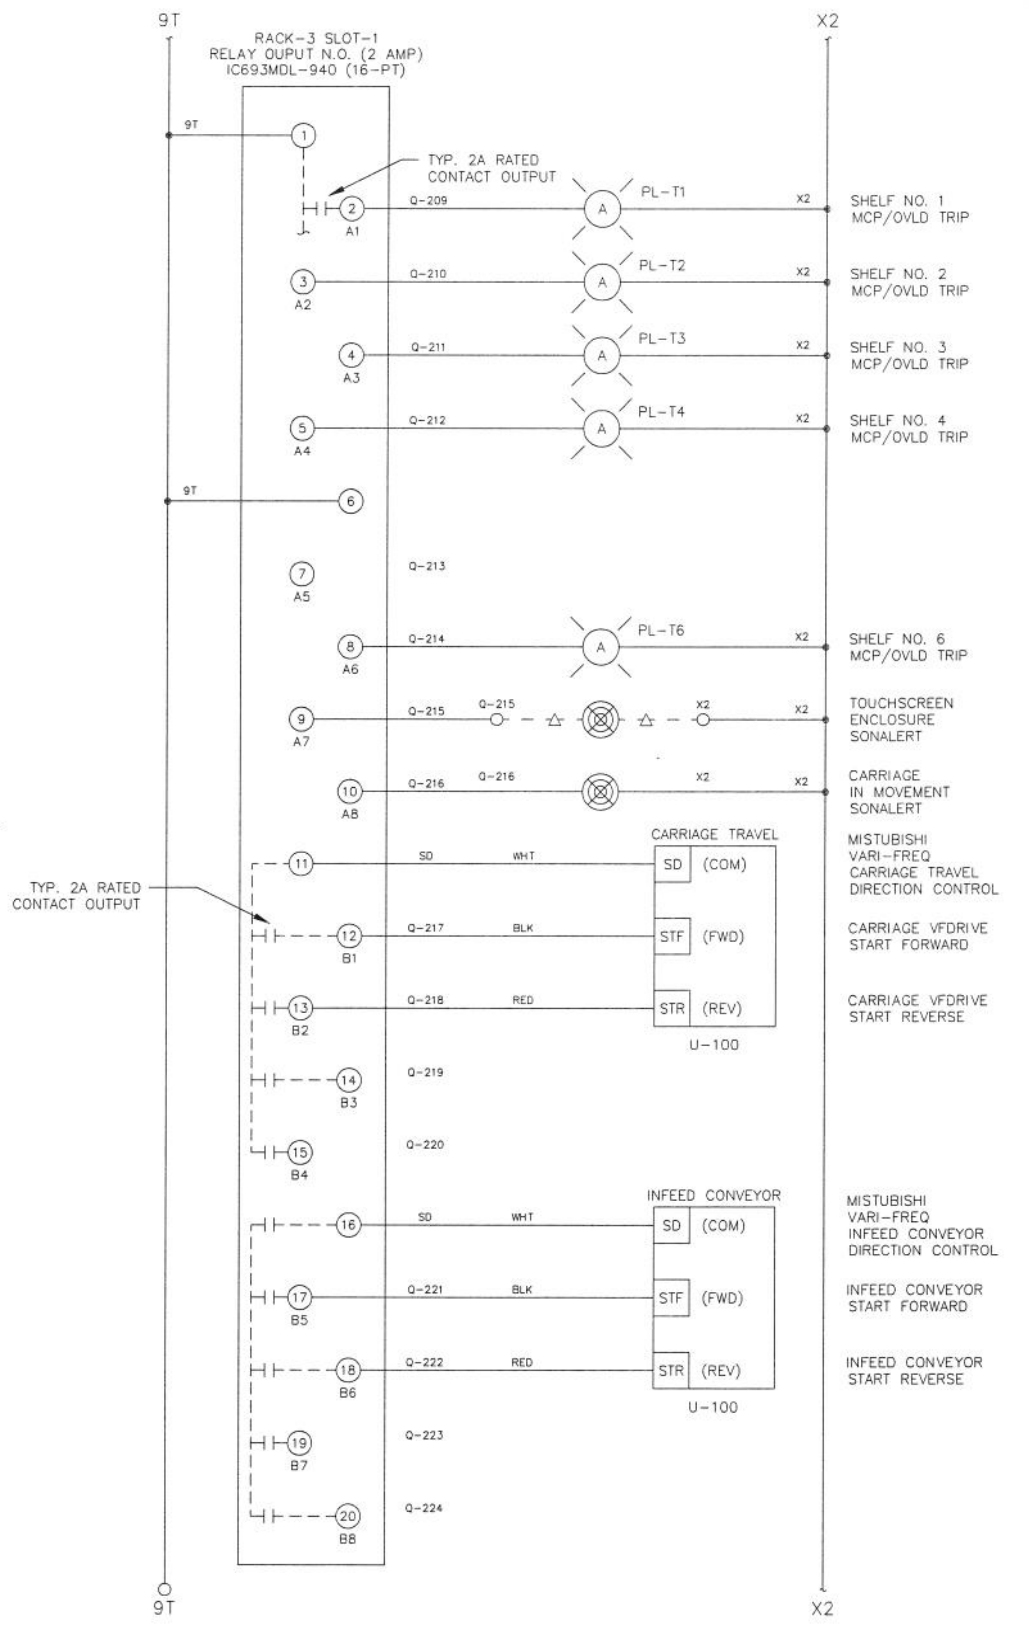 9T
X2
RACK-3 SLOT-1
RELAY OUPUT N.O. (2 AMP)
IC693MDL-940 (16-PT)
9T
1
TYP. 2A RATED
CONTACT OUTPUT
2
A1
Q-209
A
PL-T1
X2
SHELF NO. 1
MCP/OVLD TRIP
3
A2
Q-210
A
PL-T2
X2
SHELF NO. 2
MCP/OVLD TRIP
4
A3
Q-211
A
PL-T3
X2
SHELF NO. 3
MCP/OVLD TRIP
5
A4
Q-212
A
PL-T4
X2
SHELF NO. 4
MCP/OVLD TRIP
9T
6
7
A5
Q-213
8
A6
Q-214
A
PL-T6
X2
SHELF NO. 6
MCP/OVLD TRIP
9
A7
Q-215
Q-215
X2
X2
TOUCHSCREEN
ENCLOSURE
SONALERT
10
A8
Q-216
Q-216
X2
X2
CARRIAGE
IN MOVEMENT
SONALERT
CARRIAGE TRAVEL
11
SD
WHT
SD
(COM)
MISTUBISHI
VARI-FREQ
CARRIAGE TRAVEL
DIRECTION CONTROL
TYP. 2A RATED
CONTACT OUTPUT
12
B1
Q-217
BLK
STF
(FWD)
CARRIAGE VFDRIVE
START FORWARD
13
B2
Q-218
RED
STR
(REV)
CARRIAGE VFDRIVE
START REVERSE
U-100
14
B3
Q-219
15
B4
Q-220
INFEED CONVEYOR
16
SD
WHT
SD
(COM)
MISTUBISHI
VARI-FREQ
INFEED CONVEYOR
DIRECTION CONTROL
17
B5
Q-221
BLK
STF
(FWD)
INFEED CONVEYOR
START FORWARD
18
B6
Q-222
RED
STR
(REV)
INFEED CONVEYOR
START REVERSE
U-100
19
B7
Q-223
20
B8
Q-224
9T
X2